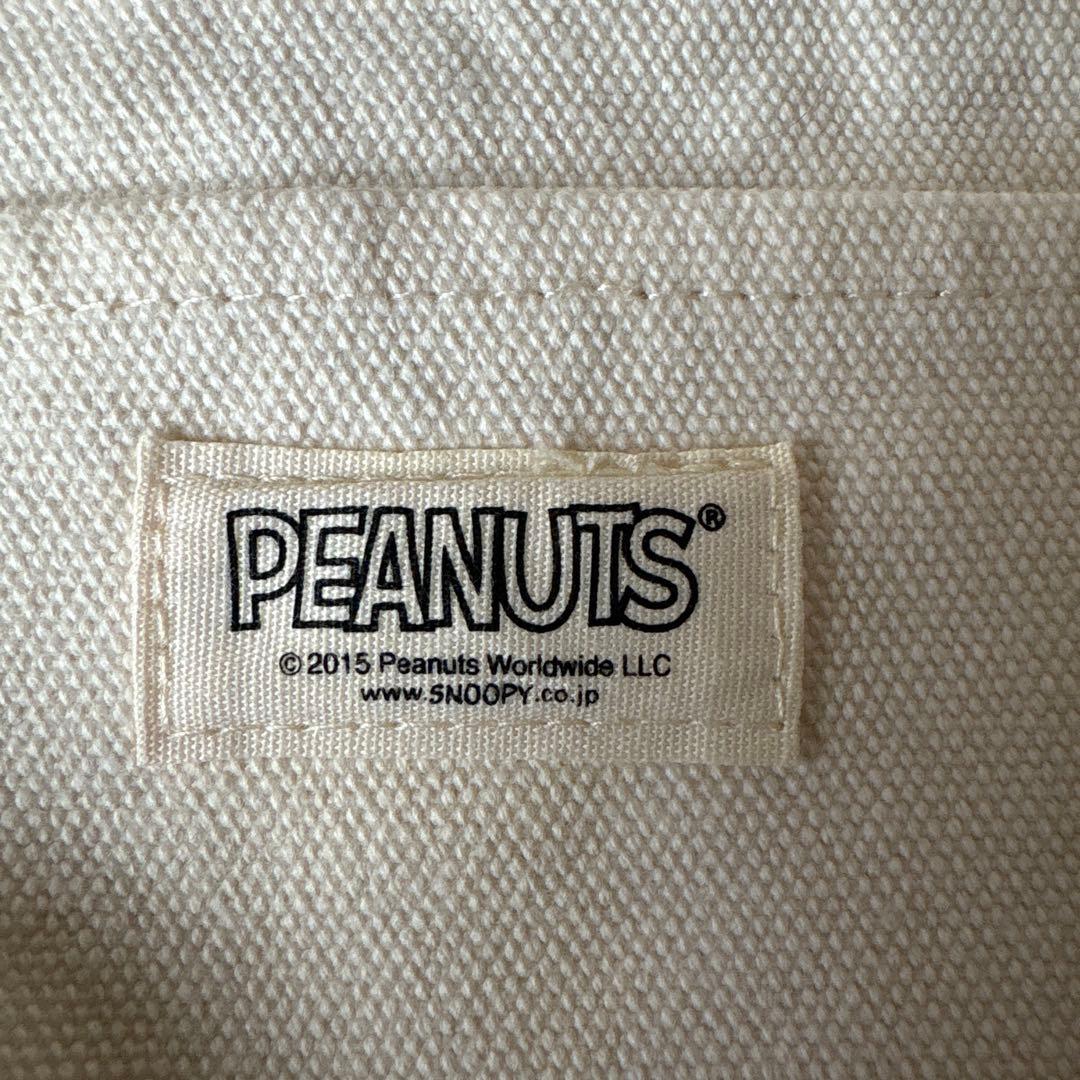 PEANUTS®
© 2015 Peanuts Worldwide LLC
www.SNOOPY.co.jp